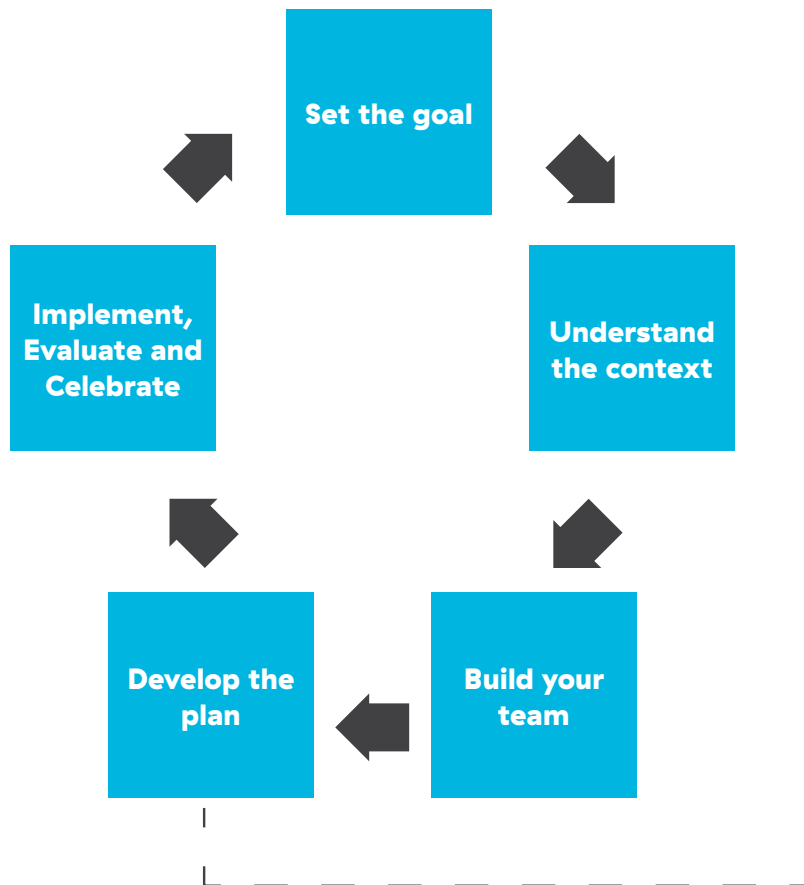 Set the goal
Understand
the context
Build your
team
Develop the
plan
Implement,
Evaluate and
Celebrate